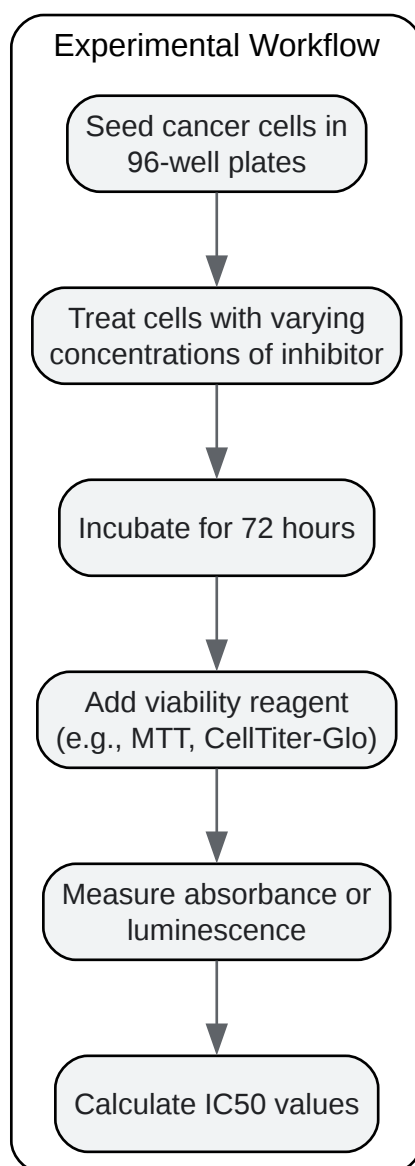 Experimental Workflow
Seed cancer cells in
96-well plates
Treat cells with varying
concentrations of inhibitor
Incubate for 72 hours
Add viability reagent
(e.g., MTT, CellTiter-Glo)
Measure absorbance or
luminescence
Calculate IC50 values